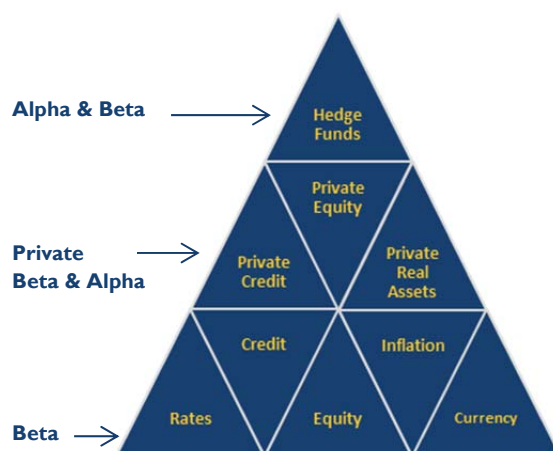 Alpha & Beta
Hedge
Funds
Private
Equity
Private
Beta & Alpha
Private
Credit
Private
Real
Assets
Credit
Inflation
Rates
Equity
Currency
Beta